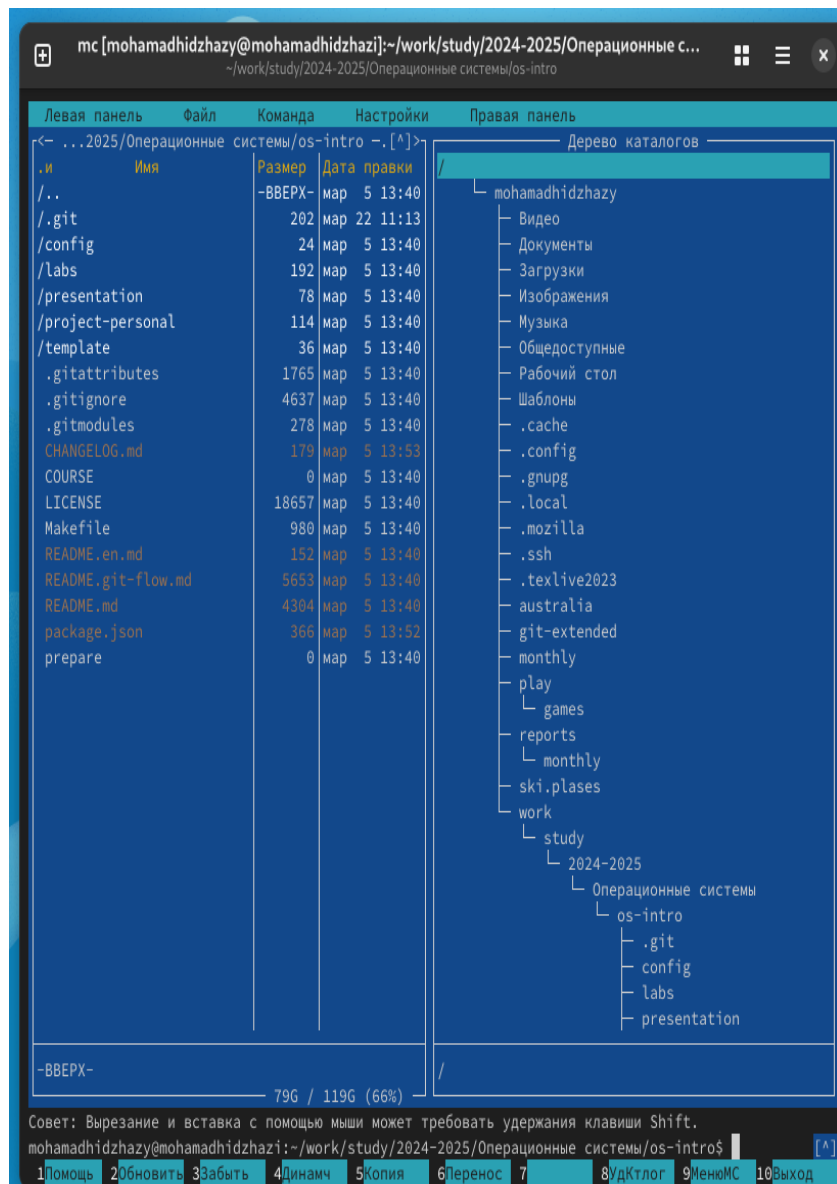 mc [mohamadhidzhazy@mohamadhidzhazi]:~/work/study/2024-2025/Операционные с...
~/work/study/2024-2025/Операционные системы/os-intro
Левая панель Файл Команда Настройки Правая панель
<— ...2025/Операционные системы/os-intro —.[^]>
.и Имя Размер Дата правки
/.. -ВВЕРХ- мар 5 13:40
/.git 202 мар 22 11:13
/config 24 мар 5 13:40
/labs 192 мар 5 13:40
/presentation 78 мар 5 13:40
/project-personal 114 мар 5 13:40
/template 36 мар 5 13:40
.gitattributes 1765 мар 5 13:40
.gitignore 4637 мар 5 13:40
.gitmodules 278 мар 5 13:40
CHANGELOG.md 179 мар 5 13:53
COURSE 0 мар 5 13:40
LICENSE 18657 мар 5 13:40
Makefile 980 мар 5 13:40
README.en.md 152 мар 5 13:40
README.git-flow.md 5653 мар 5 13:40
README.md 4304 мар 5 13:40
package.json 366 мар 5 13:52
prepare 0 мар 5 13:40
-ВВЕРХ-
79G / 119G (66%)
Дерево каталогов
/
mohamadhidzhazy
Видео
Документы
Загрузки
Изображения
Музыка
Общедоступные
Рабочий стол
Шаблоны
.cache
.config
.gnupg
.local
.mozilla
.ssh
.texlive2023
australia
git-extended
monthly
play
games
reports
monthly
ski.plases
work
study
2024-2025
Операционные системы
os-intro
.git
config
labs
presentation
/
Совет: Вырезание и вставка с помощью мыши может требовать удержания клавиши Shift.
mohamadhidzhazy@mohamadhidzhazi:~/work/study/2024-2025/Операционные системы/os-intro$ [^]
1Помощь 2Обновить 3Забыть 4Динамч 5Копия 6Перенос 7 8УдКтлог 9МенюMC 10Выход